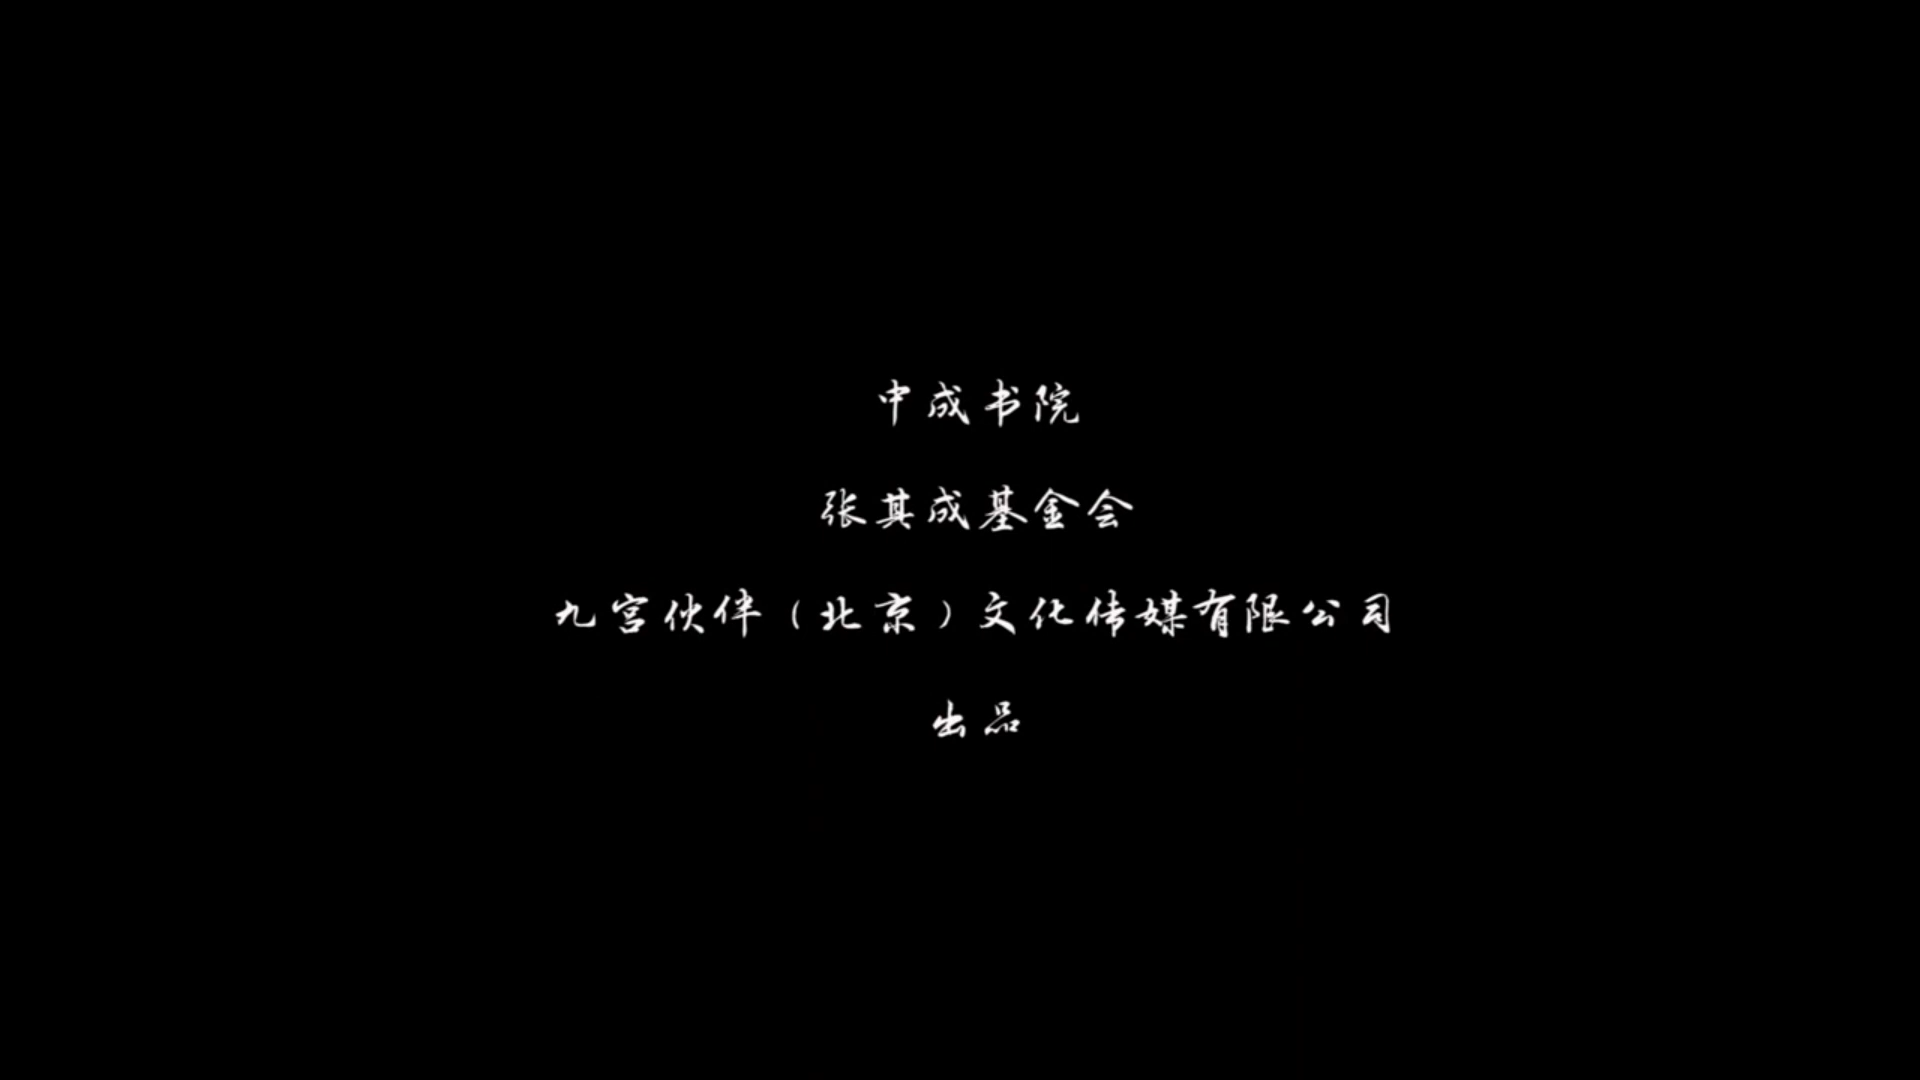 中成书院
张其成基金会
九宫伙伴（北京）文化传媒有限公司
出品